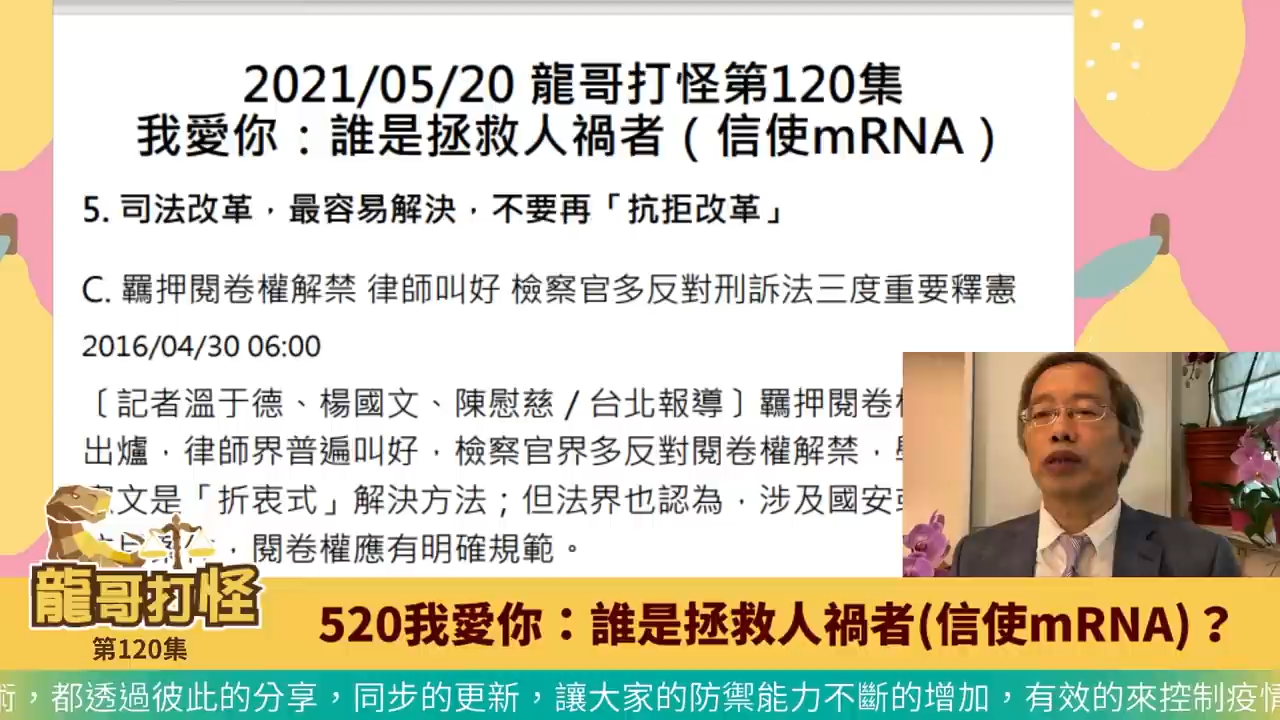 2021/05/20 龍哥打怪第120集
我愛你：誰是拯救人禍者（信使mRNA）
5. 司法改革，最容易解決，不要再「抗拒改革」
C. 羈押閱卷權解禁 律師叫好 檢察官多反對刑訴法三度重要釋憲
2016/04/30 06:00
〔記者溫于德、楊國文、陳慰慈／台北報導〕羈押閱卷
出爐，律師界普遍叫好，檢察官界多反對閱卷權解禁，
文是「折衷式」解決方法；但法界也認為，涉及國安
，閱卷權應有明確規範。
龍哥打怪
第120集
520我愛你：誰是拯救人禍者(信使mRNA)？
術，都透過彼此的分享，同步的更新，讓大家的防禦能力不斷的增加，有效的來控制疫情